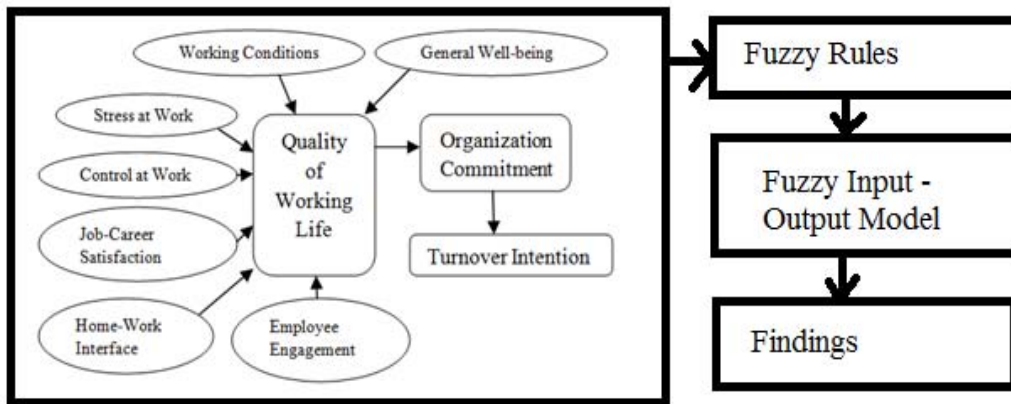 Working Conditions
General Well-being
Stress at Work
Control at Work
Job-Career
Satisfaction
Home-Work
Interface
Employee
Engagement
Quality
of
Working
Life
Organization
Commitment
Turnover Intention
Fuzzy Rules
Fuzzy Input -
Output Model
Findings